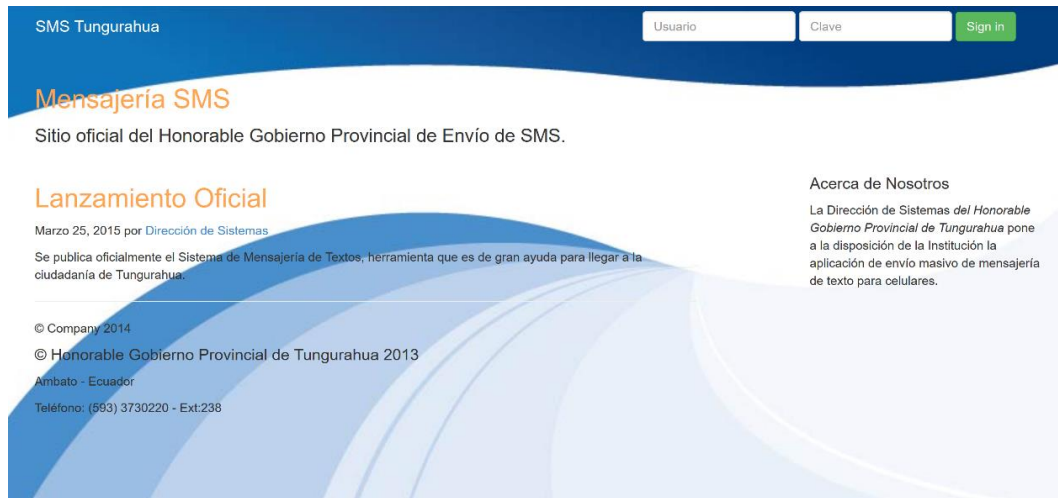 SMS Tungurahua
Usuario
Clave
Sign in
Mensajería SMS
Sitio oficial del Honorable Gobierno Provincial de Envío de SMS.
Lanzamiento Oficial
Marzo 25, 2015 por Dirección de Sistemas
Se publica oficialmente el Sistema de Mensajería de Textos, herramienta que es de gran ayuda para llegar a la
ciudadanía de Tungurahua.
Acerca de Nosotros
La Dirección de Sistemas del Honorable
Gobierno Provincial de Tungurahua pone
a la disposición de la Institución la
aplicación de envío masivo de mensajería
de texto para celulares.
© Company 2014
© Honorable Gobierno Provincial de Tungurahua 2013
Ambato - Ecuador
Teléfono: (593) 3730220 - Ext:238